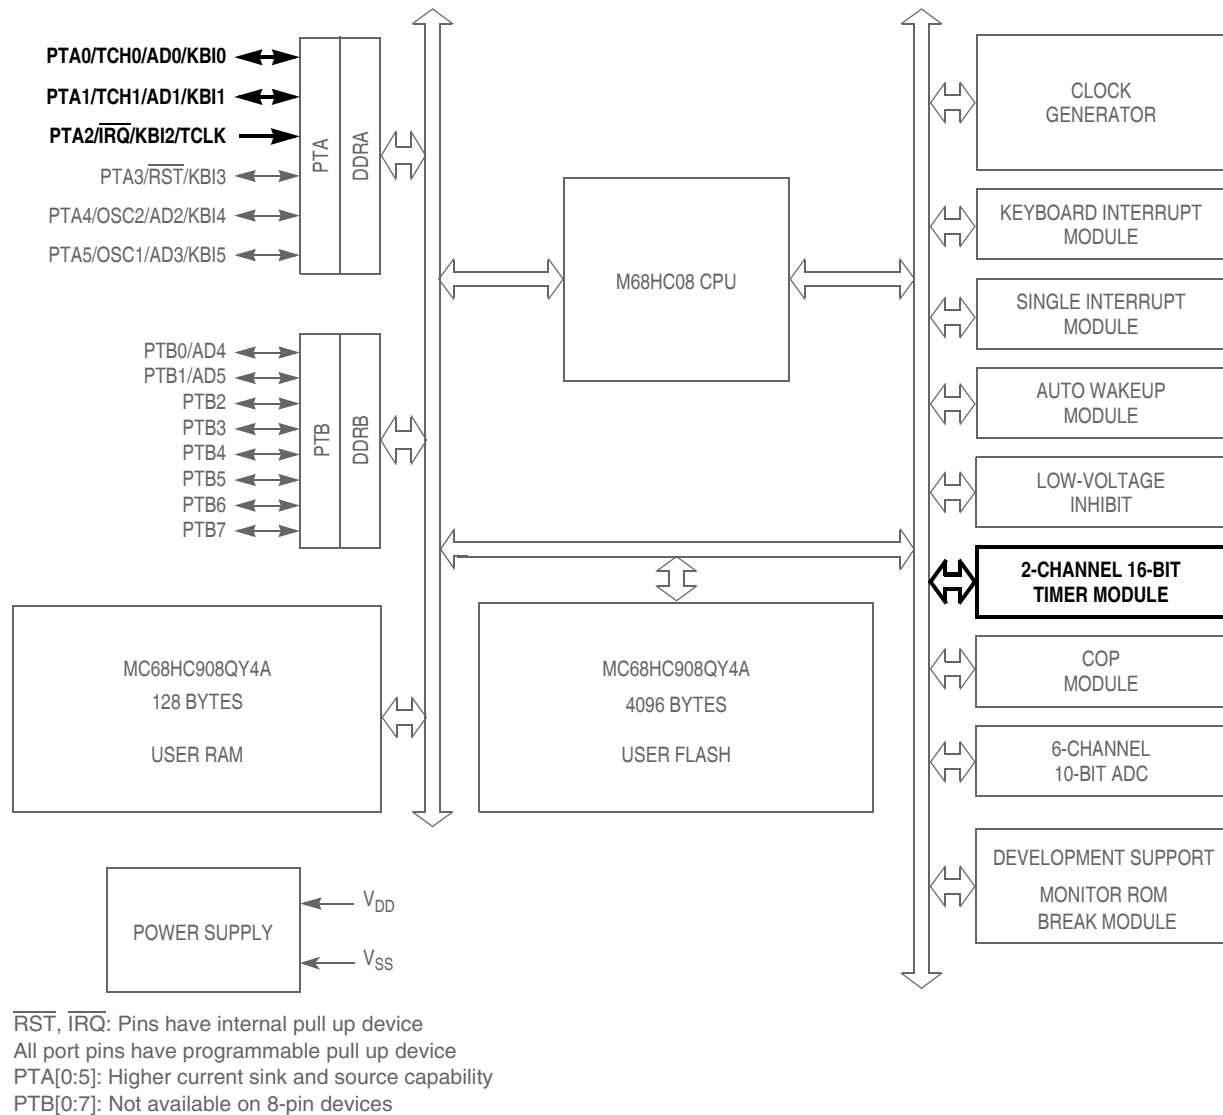 PTA0/TCH0/AD0/KBI0
PTA1/TCH1/AD1/KBI1
PTA2/IRQ/KBI2/TCLK
PTA3/RST/KBI3
PTA4/OSC2/AD2/KBI4
PTA5/OSC1/AD3/KBI5
PTA
DDRA
PTB0/AD4
PTB1/AD5
PTB2
PTB3
PTB4
PTB5
PTB6
PTB7
PTB
DDRB
M68HC08 CPU
CLOCK
GENERATOR
KEYBOARD INTERRUPT
MODULE
SINGLE INTERRUPT
MODULE
AUTO WAKEUP
MODULE
LOW-VOLTAGE
INHIBIT
2-CHANNEL 16-BIT
TIMER MODULE
COP
MODULE
6-CHANNEL
10-BIT ADC
DEVELOPMENT SUPPORT
MONITOR ROM
BREAK MODULE
MC68HC908QY4A
128 BYTES
USER RAM
MC68HC908QY4A
4096 BYTES
USER FLASH
POWER SUPPLY
VDD
VSS
RST, IRQ: Pins have internal pull up device
All port pins have programmable pull up device
PTA[0:5]: Higher current sink and source capability
PTB[0:7]: Not available on 8-pin devices